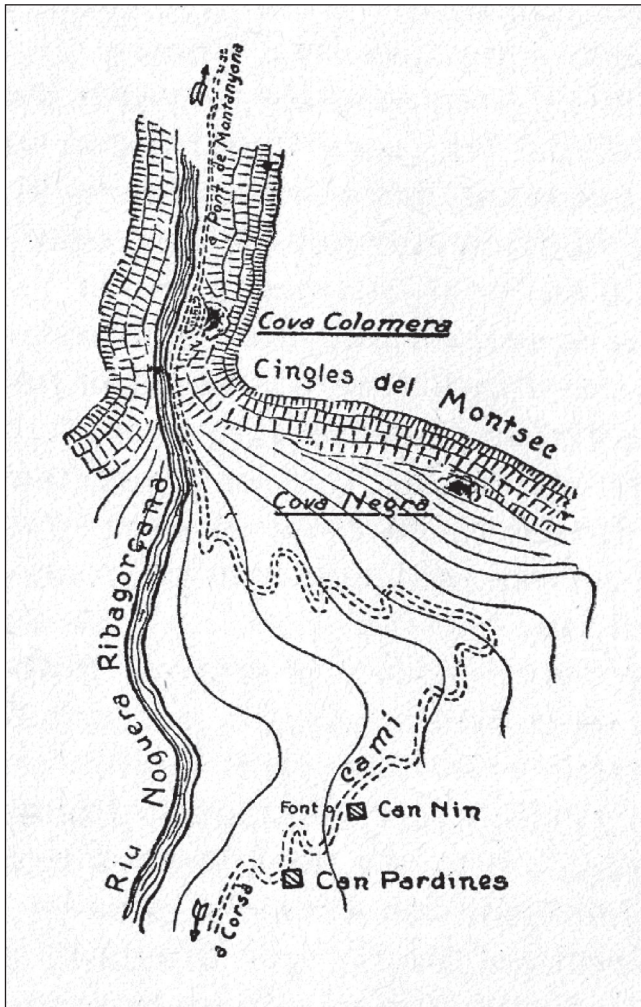 a Pont de Montanyana
Cova Colomera
Cingles del Montsec
Cova Negra
Riu Noguera Ribagorçana
Camí
Font
Can Nin
Can Pardines
a Corsà